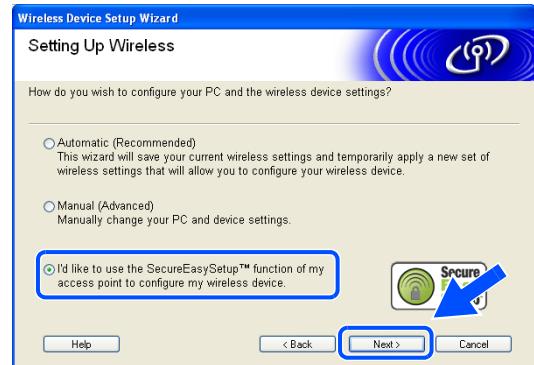 Wireless Device Setup Wizard
Setting Up Wireless
How do you wish to configure your PC and the wireless device settings?
Automatic (Recommended)
This wizard will save your current wireless settings and temporarily apply a new set of
wireless settings that will allow you to configure your wireless device.
Manual (Advanced)
Manually change your PC and device settings.
I'd like to use the SecureEasySetup™ function of my
access point to configure my wireless device.
Secure
Help
< Back
Next >
Cancel